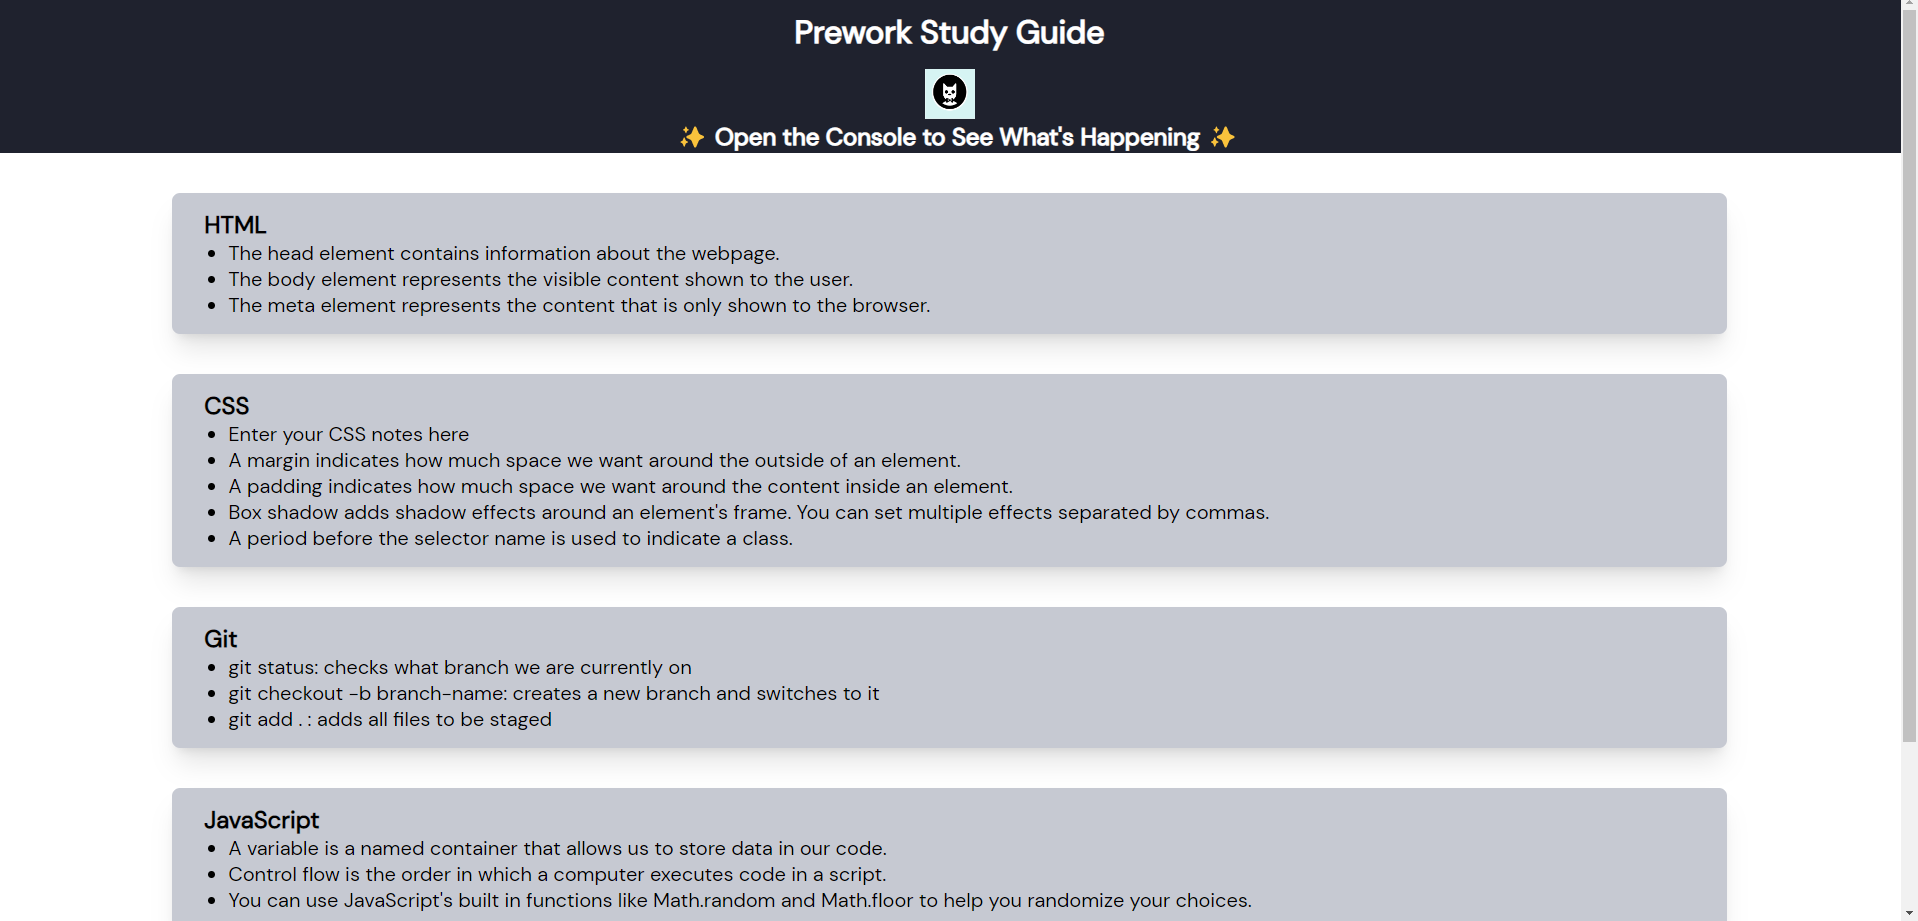 Prework Study Guide
✨ Open the Console to See What's Happening ✨
HTML
• The head element contains information about the webpage.
• The body element represents the visible content shown to the user.
• The meta element represents the content that is only shown to the browser.
CSS
• Enter your CSS notes here
• A margin indicates how much space we want around the outside of an element.
• A padding indicates how much space we want around the content inside an element.
• Box shadow adds shadow effects around an element's frame. You can set multiple effects separated by commas.
• A period before the selector name is used to indicate a class.
Git
• git status: checks what branch we are currently on
• git checkout -b branch-name: creates a new branch and switches to it
• git add . : adds all files to be staged
JavaScript
• A variable is a named container that allows us to store data in our code.
• Control flow is the order in which a computer executes code in a script.
• You can use JavaScript's built in functions like Math.random and Math.floor to help you randomize your choices.